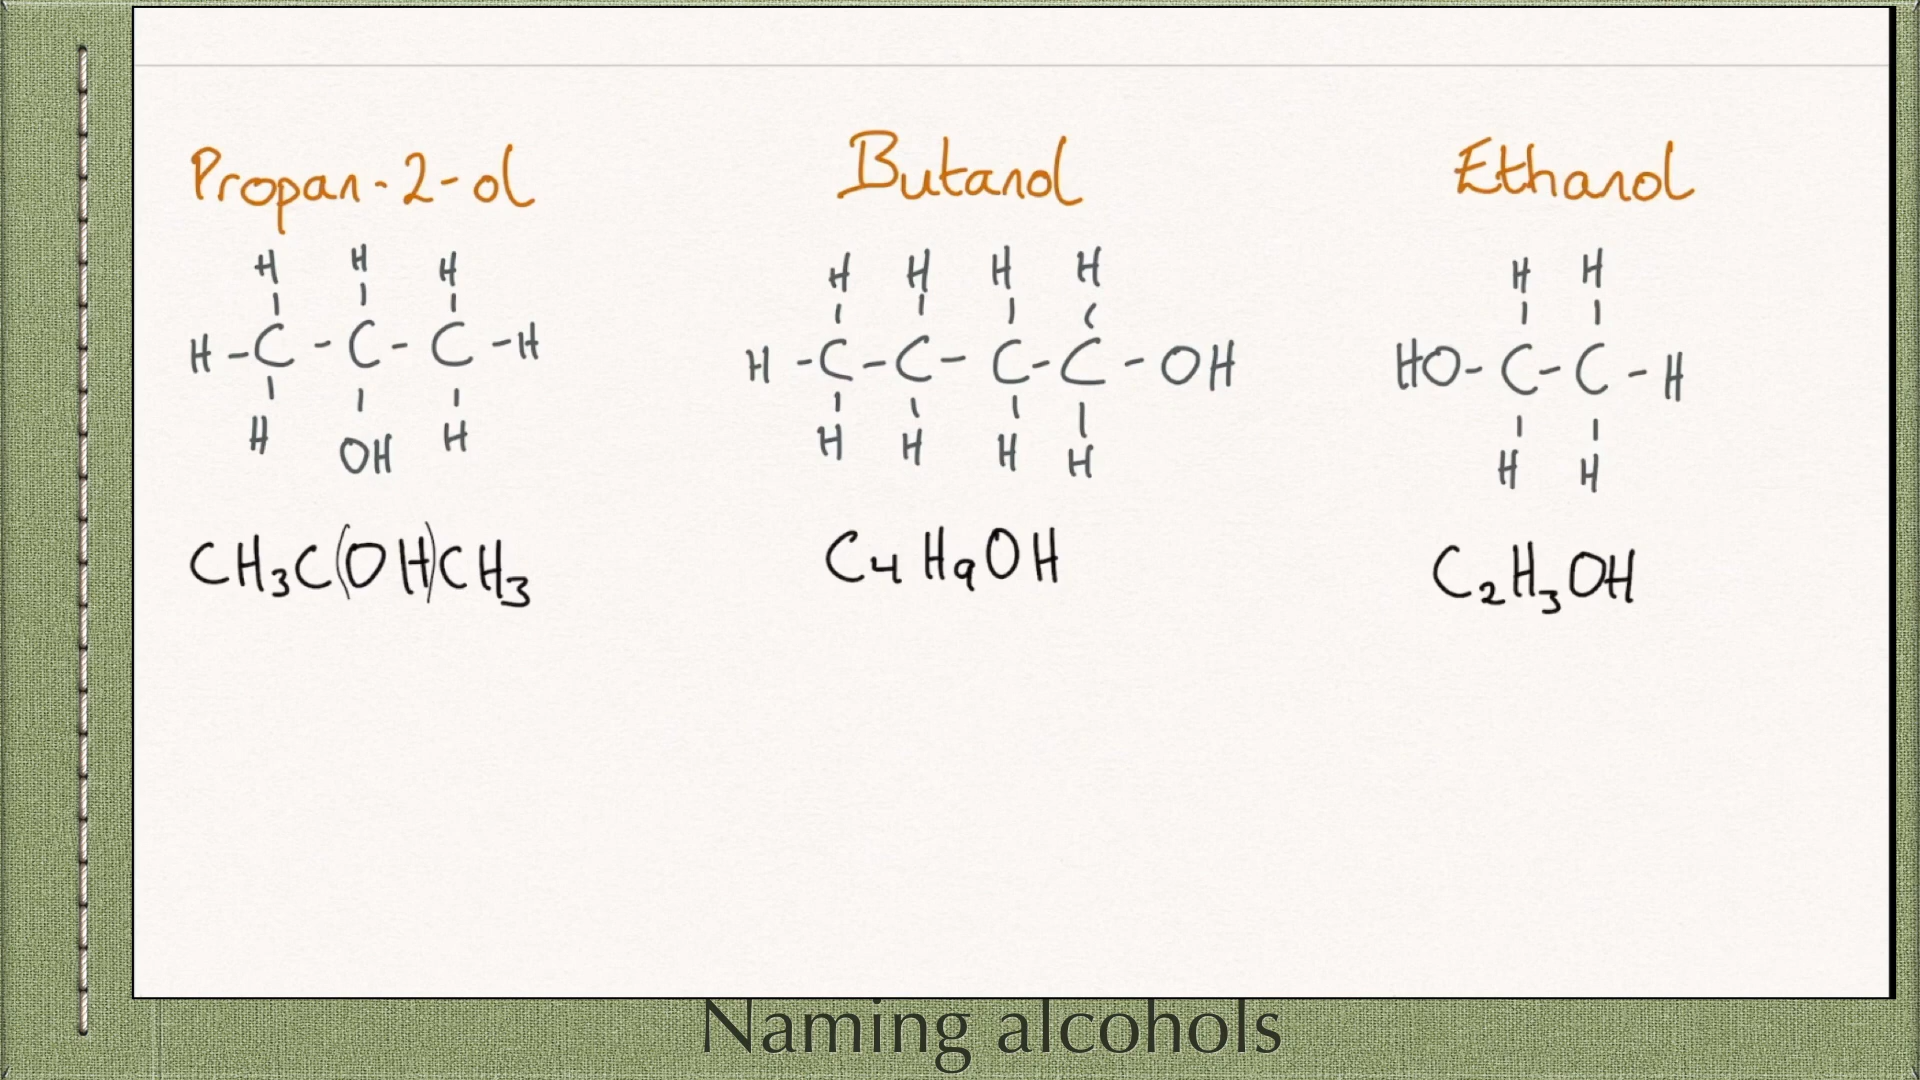 Propan-2-ol
H H H
H-C-C-C-H
H OH H
CH₃C(OH)CH₃
Butanol
H H H H
H-C-C-C-C-OH
H H H H
C₄H₉OH
Ethanol
H H
HO-C-C-H
H H
C₂H₃OH
Naming alcohols